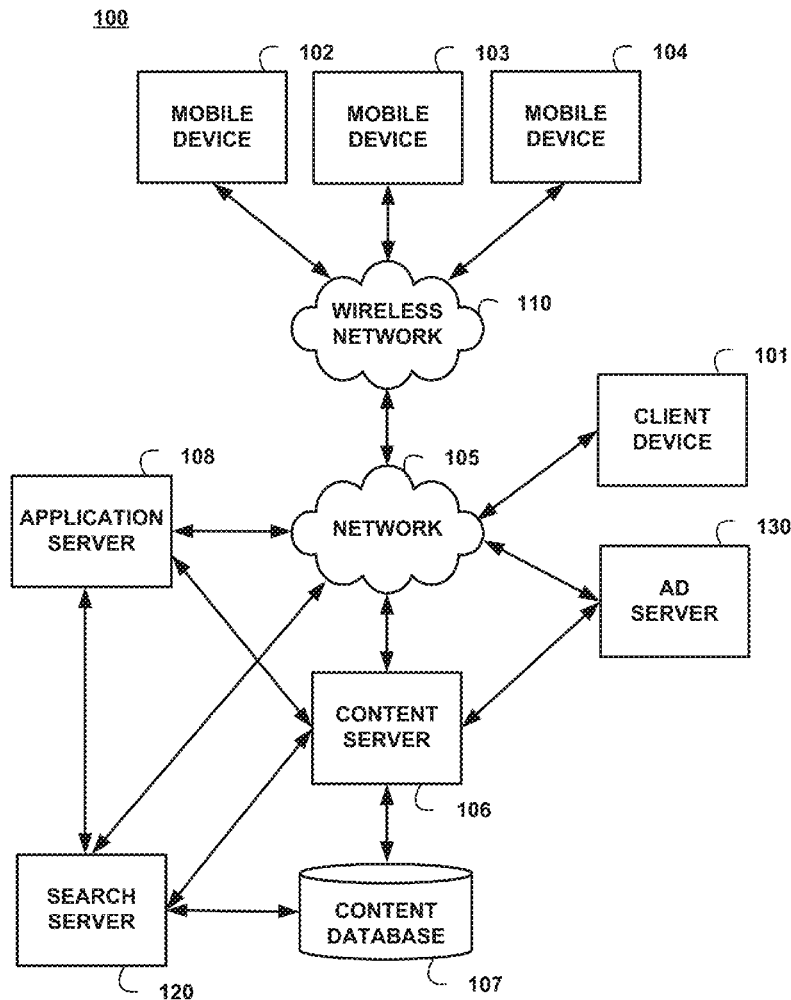 100
102
103
104
MOBILE
DEVICE
MOBILE
DEVICE
MOBILE
DEVICE
WIRELESS
NETWORK
110
101
CLIENT
DEVICE
108
105
APPLICATION
SERVER
NETWORK
130
AD
SERVER
CONTENT
SERVER
106
SEARCH
SERVER
CONTENT
DATABASE
120
107